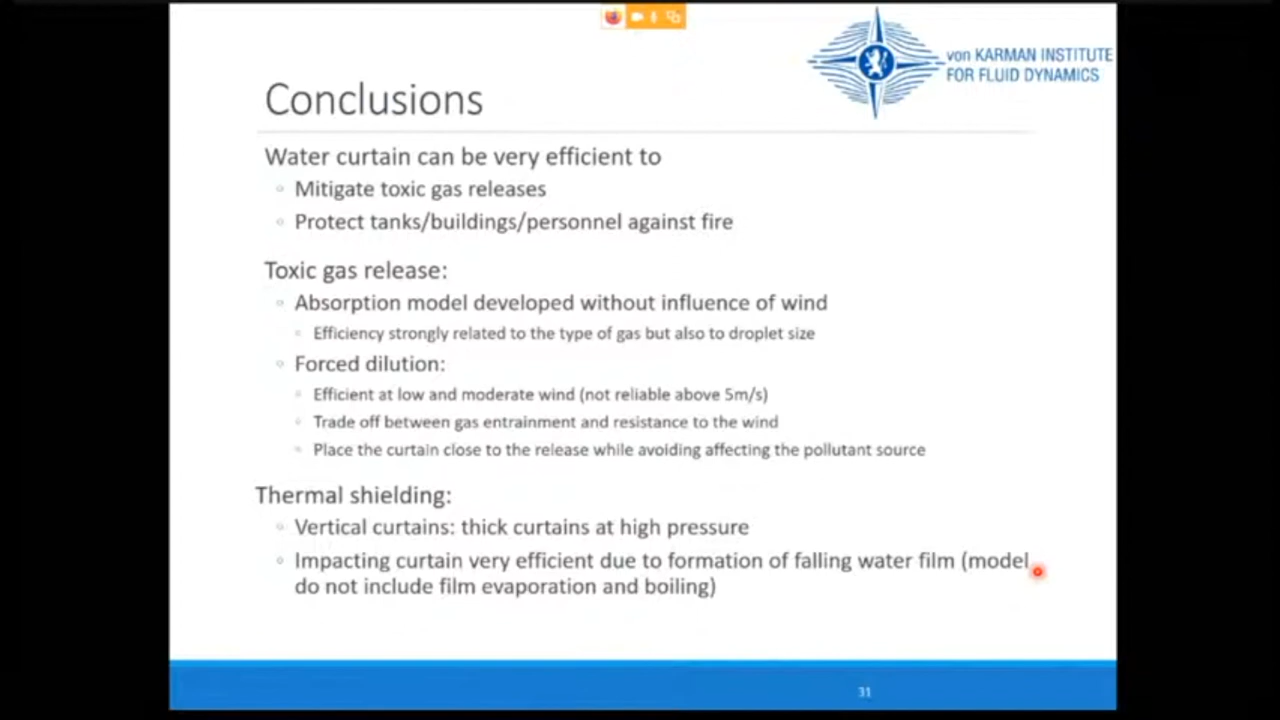 von KARMAN INSTITUTE
FOR FLUID DYNAMICS
Conclusions
Water curtain can be very efficient to
Mitigate toxic gas releases
Protect tanks/buildings/personnel against fire
Toxic gas release:
Absorption model developed without influence of wind
Efficiency strongly related to the type of gas but also to droplet size
Forced dilution:
Efficient at low and moderate wind (not reliable above 5m/s)
Trade off between gas entrainment and resistance to the wind
Place the curtain close to the release while avoiding affecting the pollutant source
Thermal shielding:
Vertical curtains: thick curtains at high pressure
Impacting curtain very efficient due to formation of falling water film (model
do not include film evaporation and boiling)
31